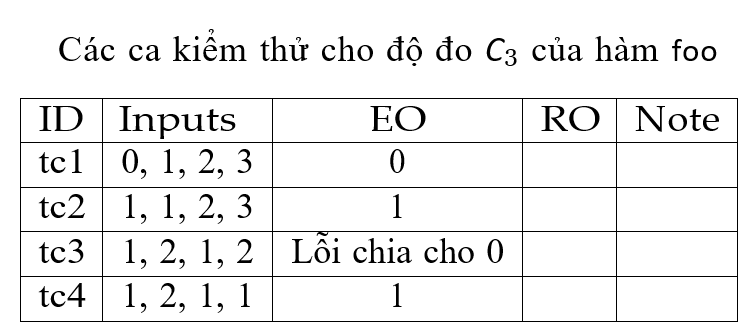 Các ca kiểm thử cho độ đo C₃ của hàm foo
ID Inputs EO RO Note
tc1 0, 1, 2, 3 0
tc2 1, 1, 2, 3 1
tc3 1, 2, 1, 2 Lỗi chia cho 0
tc4 1, 2, 1, 1 1